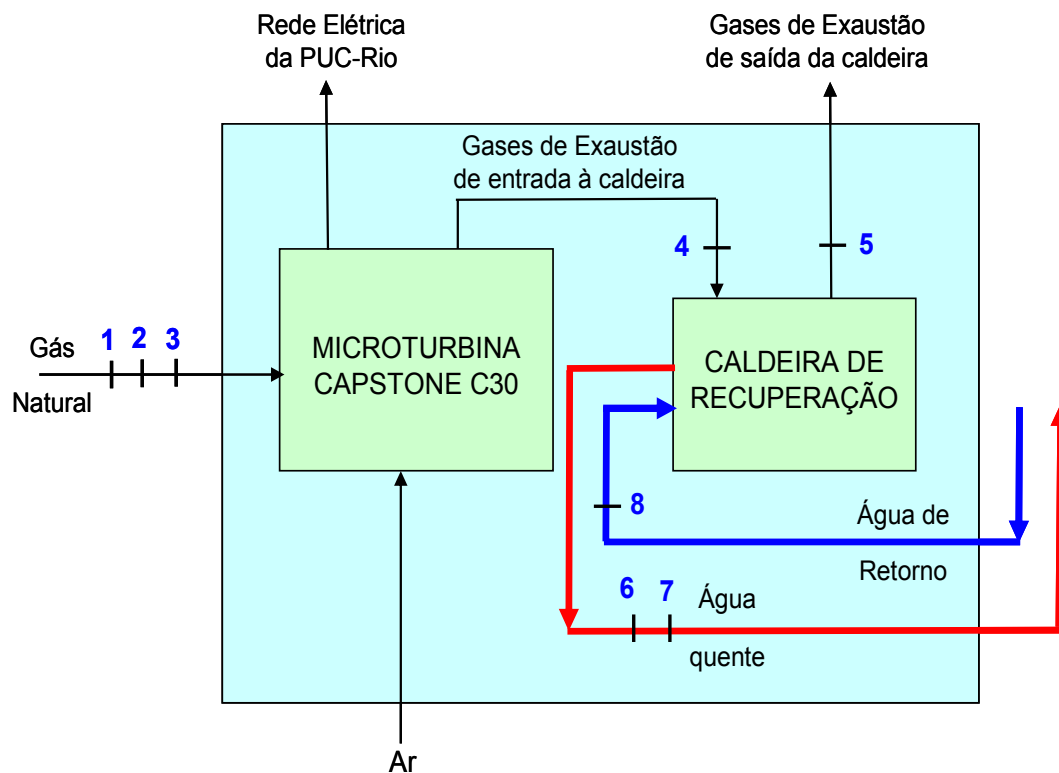 Rede Elétrica
da PUC-Rio
Gases de Exaustão
de saída da caldeira
Gases de Exaustão
de entrada à caldeira
4
5
1 2 3
Gás
Natural
MICROTURBINA
CAPSTONE C30
CALDEIRA DE
RECUPERAÇÃO
8
Água de
Retorno
6 7
Água
quente
Ar